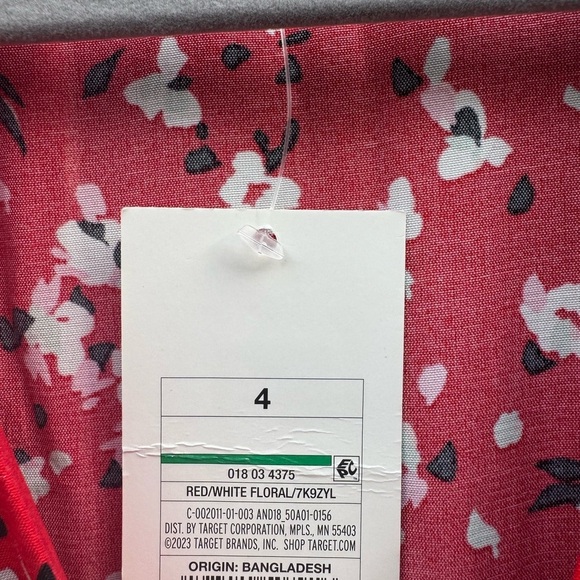 4
018 03 4375
EPC
RED/WHITE FLORAL/7K9ZYL
C-002011-01-003 AND18_50A01-0156
DIST. BY TARGET CORPORATION, MPLS., MN 55403
©2023 TARGET BRANDS, INC. SHOP TARGET.COM
ORIGIN: BANGLADESH